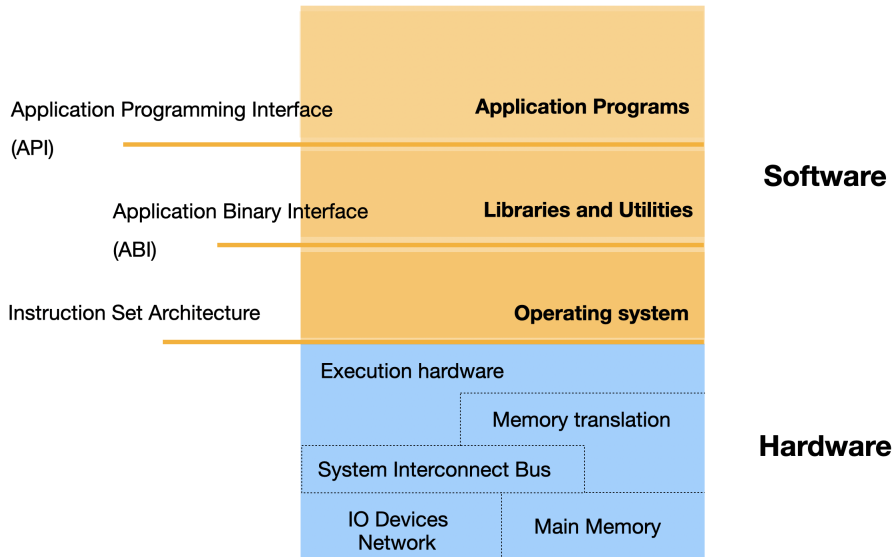 Application Programming Interface
(API)
Application Programs
Software
Application Binary Interface
(ABI)
Libraries and Utilities
Instruction Set Architecture
Operating system
Execution hardware
Memory translation
Hardware
System Interconnect Bus
IO Devices
Network
Main Memory